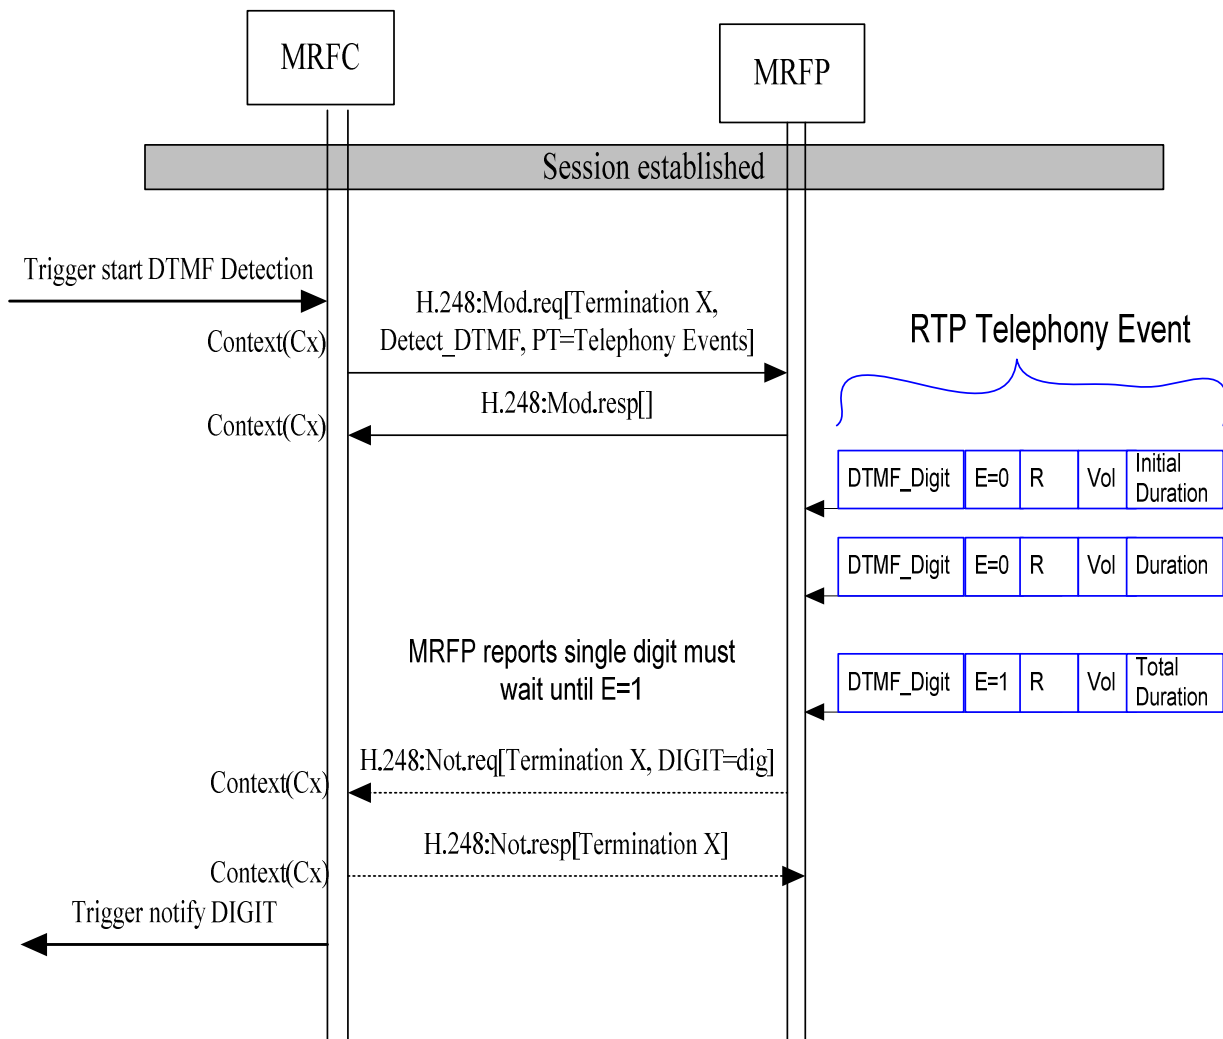 MRFC
MRFP
Session established
Trigger start DTMF Detection
H.248:Mod.req[Termination X,
Context(Cx)
Detect_DTMF, PT=Telephony Events]
RTP Telephony Event
H.248:Mod.resp[]
Context(Cx)
DTMF_Digit E=0 R Vol Initial
Duration
DTMF_Digit E=0 R Vol Duration
MRFP reports single digit must
wait until E=1
DTMF_Digit E=1 R Vol Total
Duration
H.248:Not.req[Termination X, DIGIT=dig]
Context(Cx)
H.248:Not.resp[Termination X]
Context(Cx)
Trigger notify DIGIT